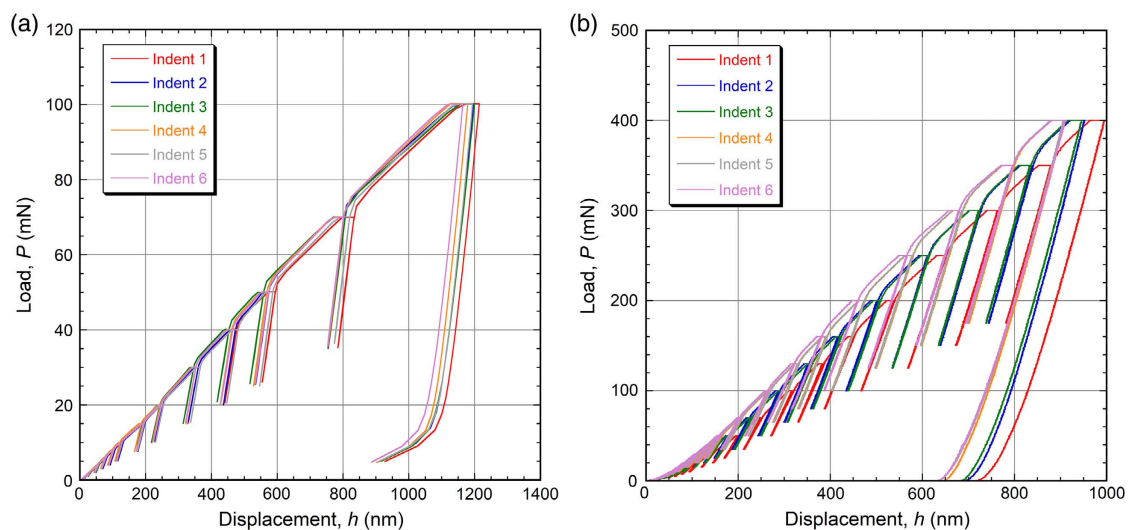 (a)
120
100
80
60
40
20
0
Load, P (mN)
Indent 1
Indent 2
Indent 3
Indent 4
Indent 5
Indent 6
0 200 400 600 800 1000 1200 1400
Displacement, h (nm)
(b)
500
400
300
200
100
0
Load, P (mN)
Indent 1
Indent 2
Indent 3
Indent 4
Indent 5
Indent 6
0 200 400 600 800 1000
Displacement, h (nm)